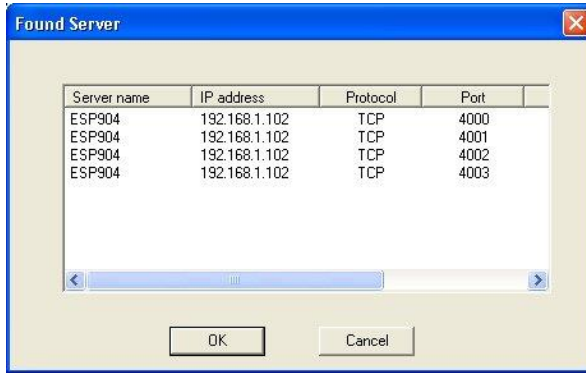 Found Server
Server name IP address Protocol Port
ESP904 192.168.1.102 TCP 4000
ESP904 192.168.1.102 TCP 4001
ESP904 192.168.1.102 TCP 4002
ESP904 192.168.1.102 TCP 4003
OK Cancel